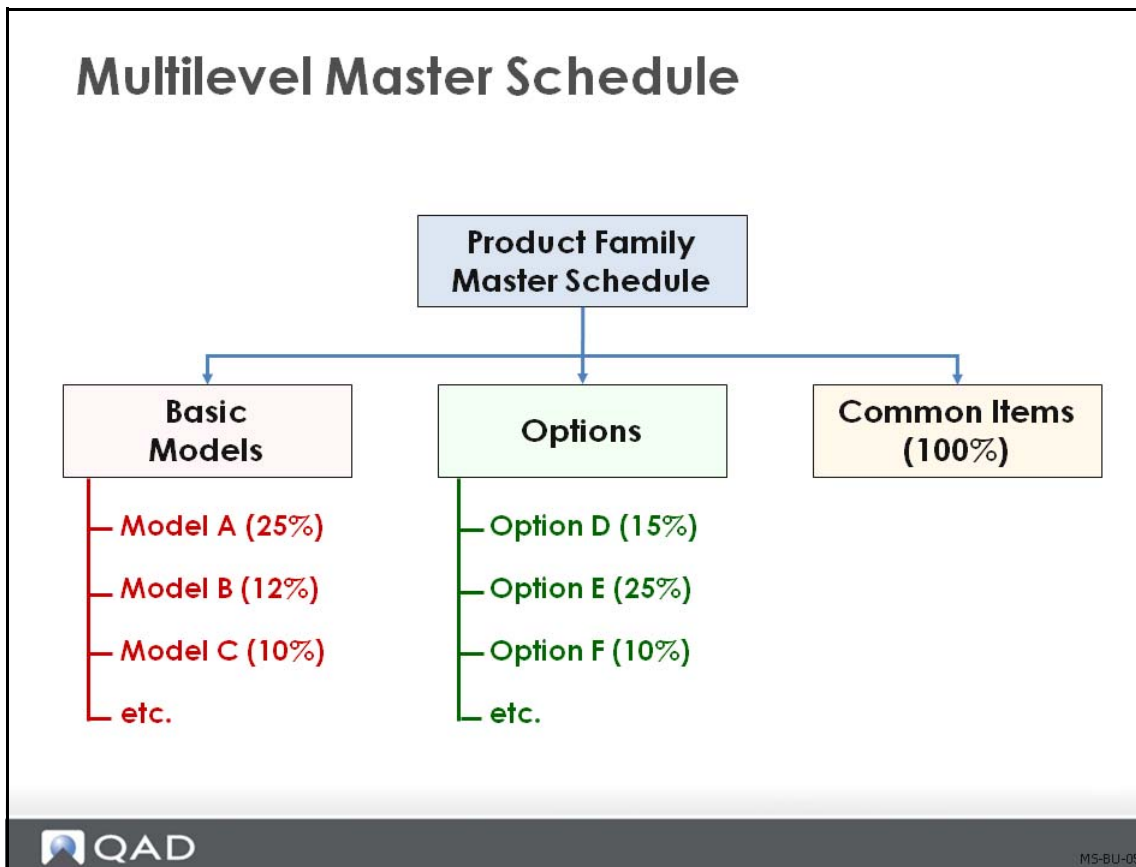 Multilevel Master Schedule
Product Family
Master Schedule
Basic
Models
Options
Common Items
(100%)
Model A (25%)
Model B (12%)
Model C (10%)
etc.
Option D (15%)
Option E (25%)
Option F (10%)
etc.
QAD